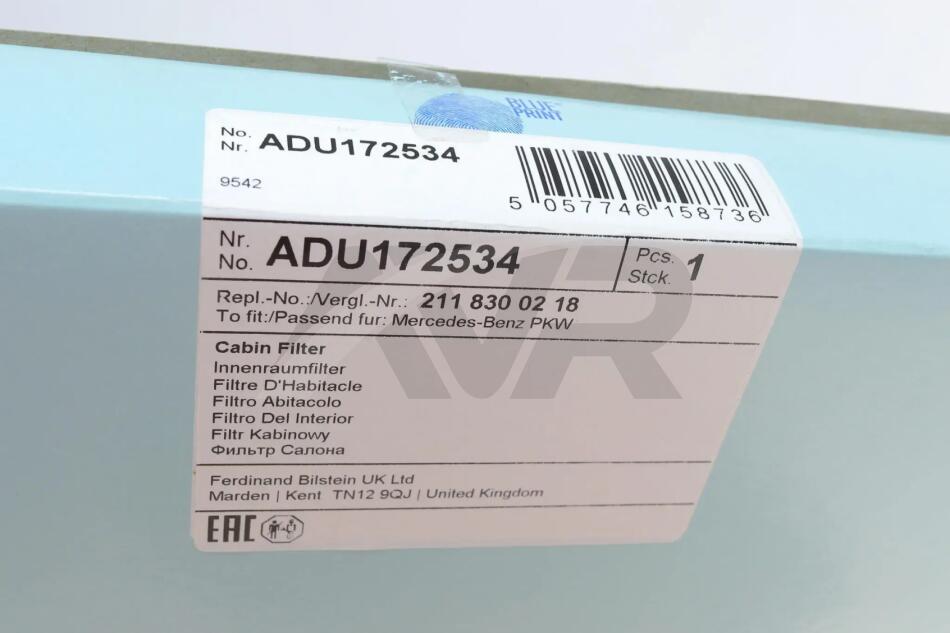 BLUE
PRINT
No.
Nr. ADU172534
9542
5 057746 158736
Nr.
No. ADU172534
Pcs.
Stck. 1
Repl.-No.:/Vergl.-Nr.: 211 830 02 18
To fit:/Passend fur: Mercedes-Benz PKW
Cabin Filter
Innenraumfilter
Filtre D'Habitacle
Filtro Abitacolo
Filtro Del Interior
Filtr Kabinowy
Фильтр Салона
Ferdinand Bilstein UK Ltd
Marden | Kent TN12 9QJ | United Kingdom
EAC
AVR